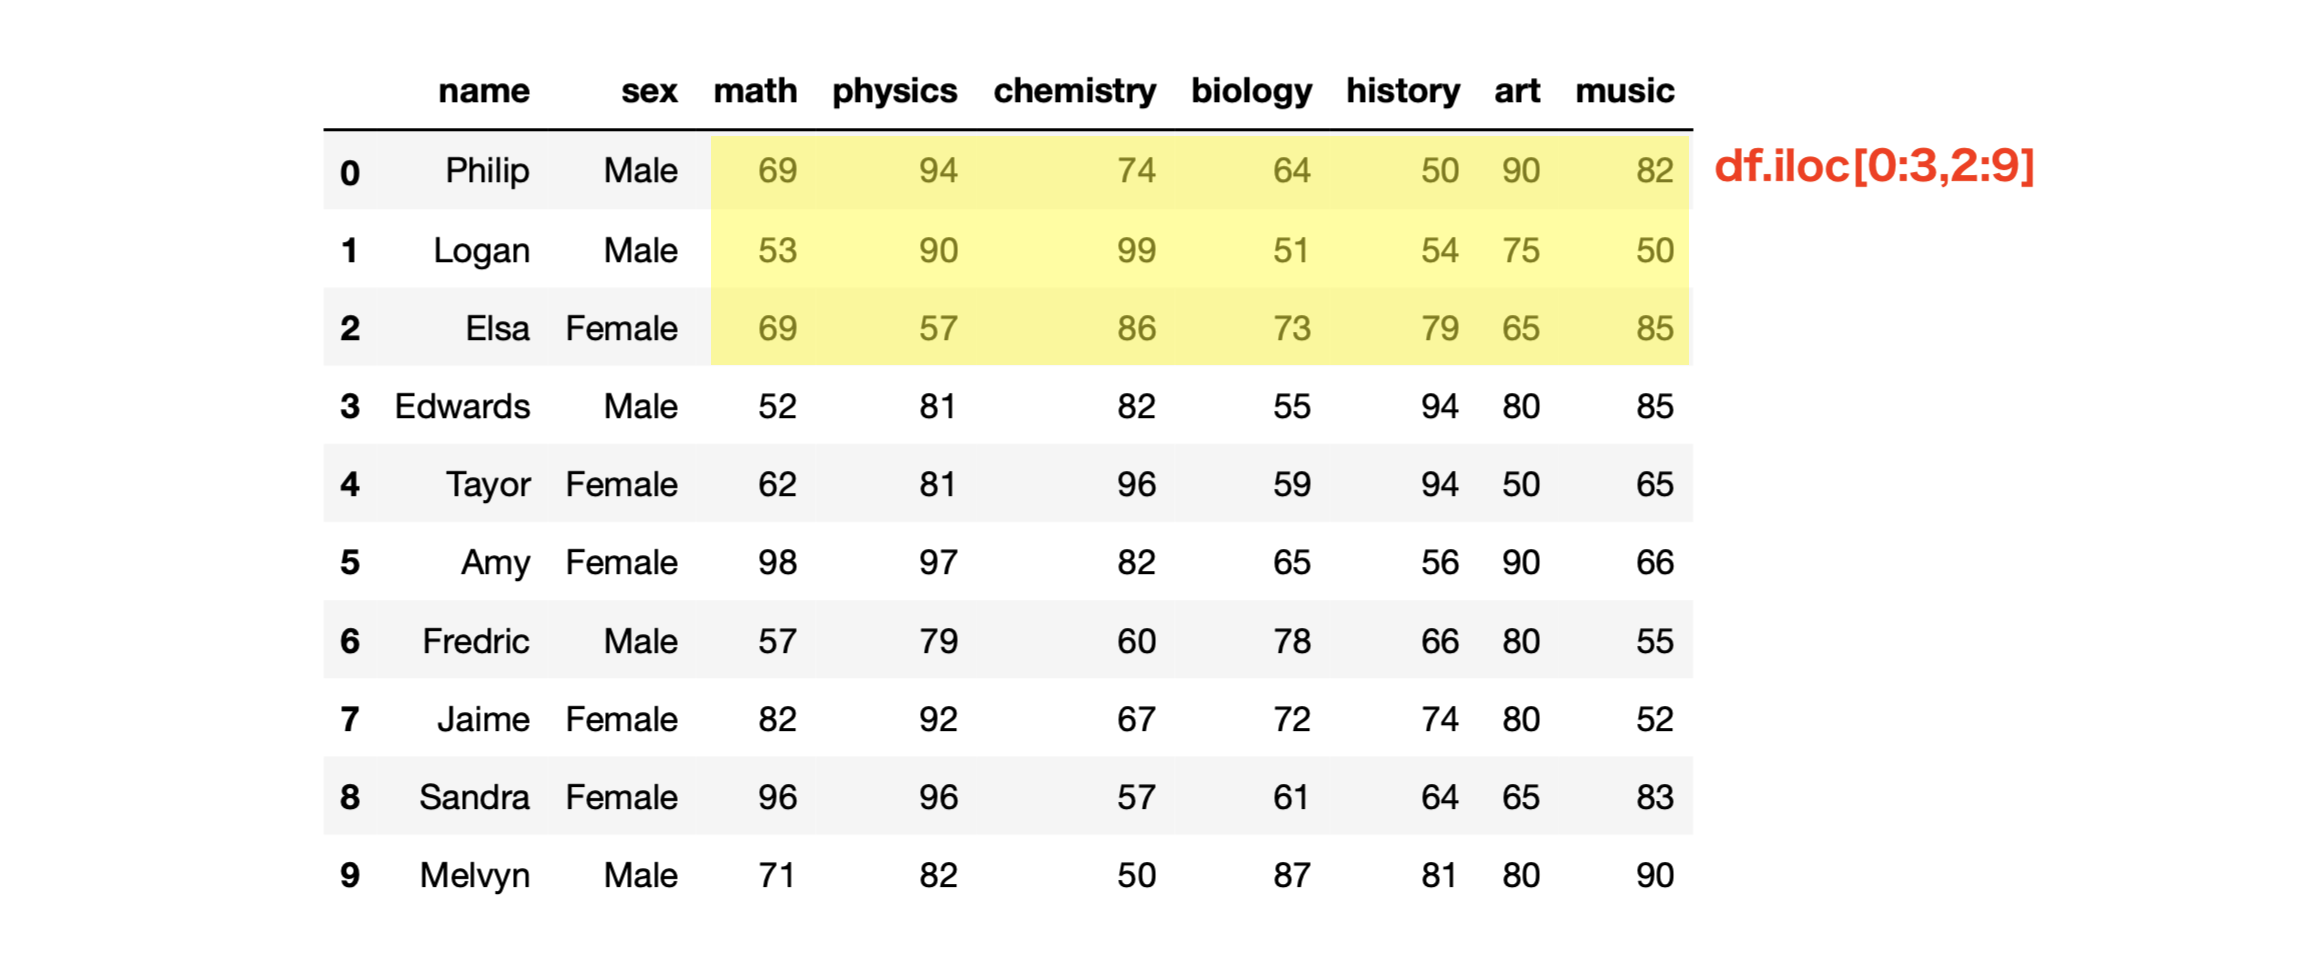 name sex math physics chemistry biology history art music
0 Philip Male 69 94 74 64 50 90 82 df.iloc[0:3,2:9]
1 Logan Male 53 90 99 51 54 75 50
2 Elsa Female 69 57 86 73 79 65 85
3 Edwards Male 52 81 82 55 94 80 85
4 Tayor Female 62 81 96 59 94 50 65
5 Amy Female 98 97 82 65 56 90 66
6 Fredric Male 57 79 60 78 66 80 55
7 Jaime Female 82 92 67 72 74 80 52
8 Sandra Female 96 96 57 61 64 65 83
9 Melvyn Male 71 82 50 87 81 80 90